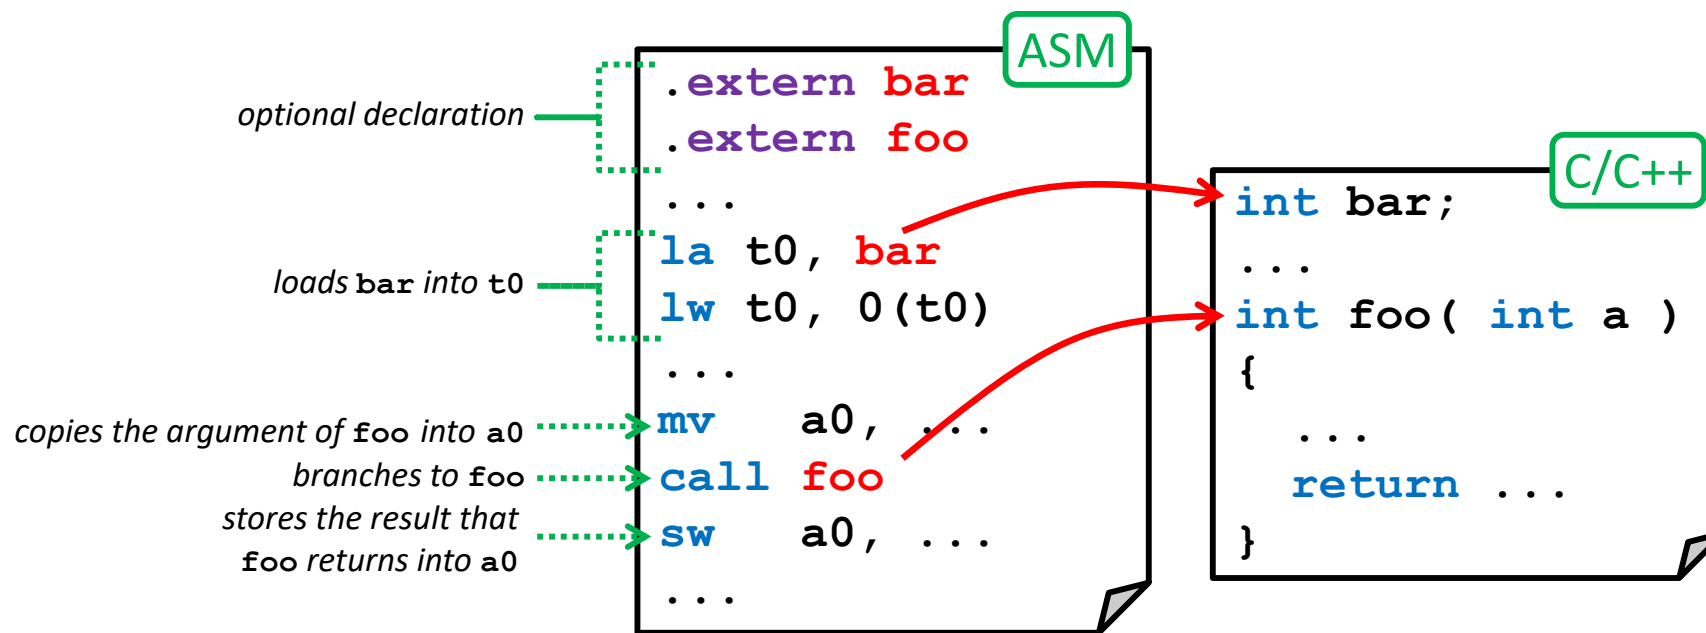 optional declaration
loads bar into t0
copies the argument of foo into a0
branches to foo
stores the result that
foo returns into a0
ASM
.extern bar
.extern foo
...
la t0, bar
lw t0, 0(t0)
...
mv a0, ...
call foo
sw a0, ...
...
C/C++
int bar;
...
int foo( int a )
{
...
return ...
}